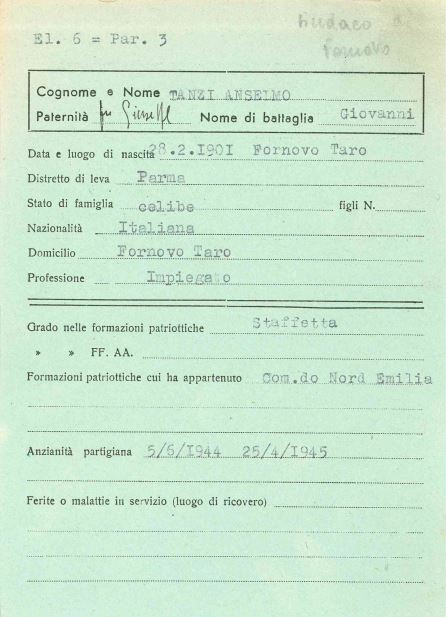 Sindaco di
Fornovo
El. 6 = Par. 3
Cognome e Nome TANZI ANSELMO
Paternità fu Giuseppe Nome di battaglia Giovanni
Data e luogo di nascita 28.2.1901 Fornovo Taro
Distretto di leva Parma
Stato di famiglia celibe figli N.
Nazionalità Italiana
Domicilio Fornovo Taro
Professione Impiegato
Grado nelle formazioni patriottiche Staffetta
» » FF. AA.
Formazioni patriottiche cui ha appartenuto Com.do Nord Emilia
Anzianità partigiana 5/6/1944 25/4/1945
Ferite o malattie in servizio (luogo di ricovero)